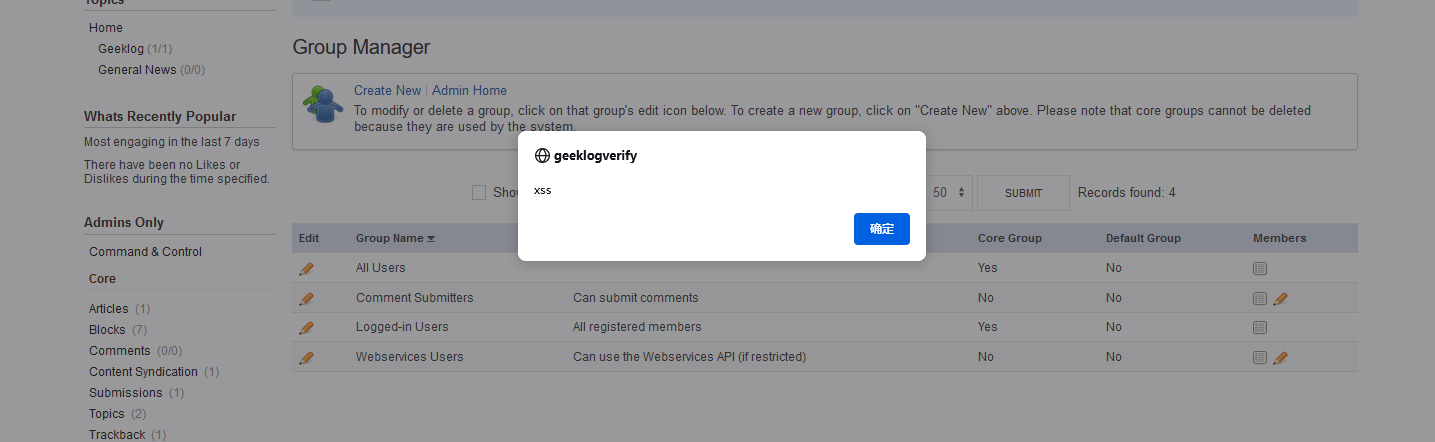 Topics
Home
Geeklog (1/1)
General News (0/0)
Whats Recently Popular
Most engaging in the last 7 days
There have been no Likes or
Dislikes during the time specified.
Admins Only
Command & Control
Core
Articles (1)
Blocks (7)
Comments (0/0)
Content Syndication (1)
Submissions (1)
Topics (2)
Trackback (1)
Group Manager
Create New | Admin Home
To modify or delete a group, click on that group's edit icon below. To create a new group, click on "Create New" above. Please note that core groups cannot be deleted
because they are used by the system.
geeklogverify
xss
确定
50 SUBMIT Records found: 4
Edit Group Name Core Group Default Group Members
All Users Yes No
Comment Submitters Can submit comments No No
Logged-in Users All registered members Yes No
Webservices Users Can use the Webservices API (if restricted) No No